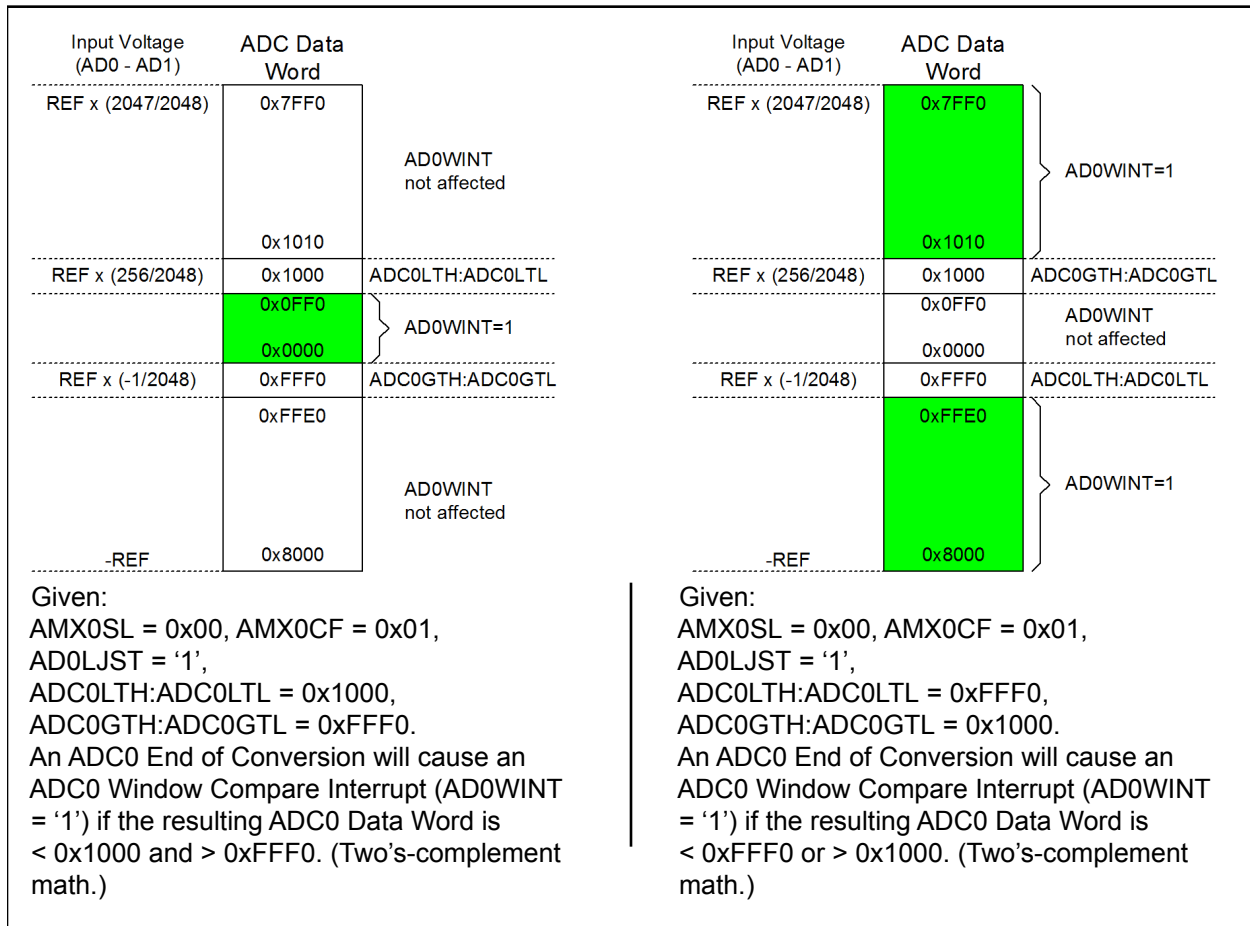 Input Voltage
(AD0 - AD1)
ADC Data
Word
REF x (2047/2048)
0x7FF0
AD0WINT
not affected
0x1010
REF x (256/2048)
0x1000
ADC0LTH:ADC0LTL
0x0FF0
AD0WINT=1
0x0000
REF x (-1/2048)
0xFFF0
ADC0GTH:ADC0GTL
0xFFE0
AD0WINT
not affected
-REF
0x8000
Given:
AMX0SL = 0x00, AMX0CF = 0x01,
AD0LJST = ‘1’,
ADC0LTH:ADC0LTL = 0x1000,
ADC0GTH:ADC0GTL = 0xFFF0.
An ADC0 End of Conversion will cause an
ADC0 Window Compare Interrupt (AD0WINT
= ‘1’) if the resulting ADC0 Data Word is
< 0x1000 and > 0xFFF0. (Two’s-complement
math.)
Input Voltage
(AD0 - AD1)
ADC Data
Word
REF x (2047/2048)
0x7FF0
AD0WINT=1
0x1010
REF x (256/2048)
0x1000
ADC0GTH:ADC0GTL
0x0FF0
AD0WINT
not affected
0x0000
REF x (-1/2048)
0xFFF0
ADC0LTH:ADC0LTL
0xFFE0
AD0WINT=1
-REF
0x8000
Given:
AMX0SL = 0x00, AMX0CF = 0x01,
AD0LJST = ‘1’,
ADC0LTH:ADC0LTL = 0xFFF0,
ADC0GTH:ADC0GTL = 0x1000.
An ADC0 End of Conversion will cause an
ADC0 Window Compare Interrupt (AD0WINT
= ‘1’) if the resulting ADC0 Data Word is
< 0xFFF0 or > 0x1000. (Two’s-complement
math.)